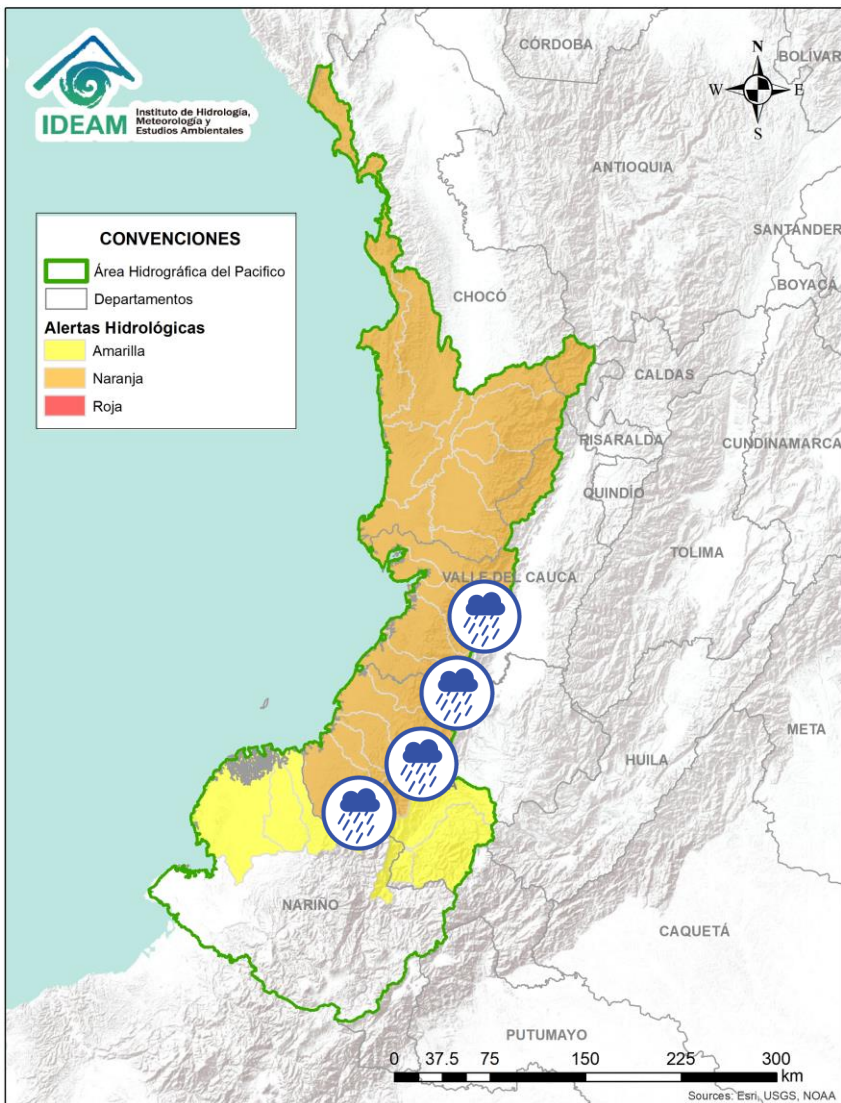 IDEAM
Instituto de Hidrología,
Meteorología y
Estudios Ambientales
CÓRDOBA
BOLÍVAR
N
W
E
S
ANTIOQUIA
SANTANDER
BOYACÁ
CONVENCIONES
Área Hidrográfica del Pacifico
Departamentos
Alertas Hidrológicas
Amarilla
Naranja
Roja
CHOCÓ
CALDAS
RISARALDA
CUNDINAMARCA
QUINDÍO
TOLIMA
VALLE DEL CAUCA
META
HUILA
NARIÑO
CAQUETÁ
PUTUMAYO
0 37.5 75 150 225 300
km
Sources: Esri, USGS, NOAA